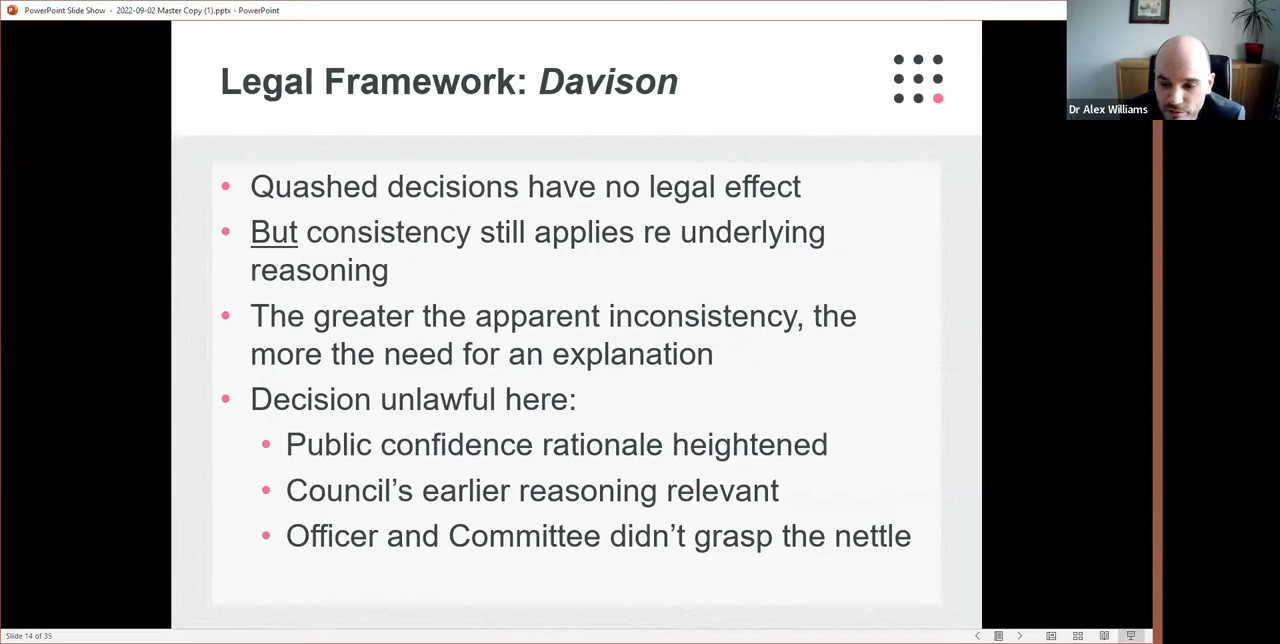 PowerPoint Slide Show - 2022-09-02 Master Copy (1).pptx - PowerPoint
Legal Framework: Davison
Dr Alex Williams
• Quashed decisions have no legal effect
• But consistency still applies re underlying
reasoning
• The greater the apparent inconsistency, the
more the need for an explanation
• Decision unlawful here:
• Public confidence rationale heightened
• Council’s earlier reasoning relevant
• Officer and Committee didn’t grasp the nettle
Slide 14 of 35